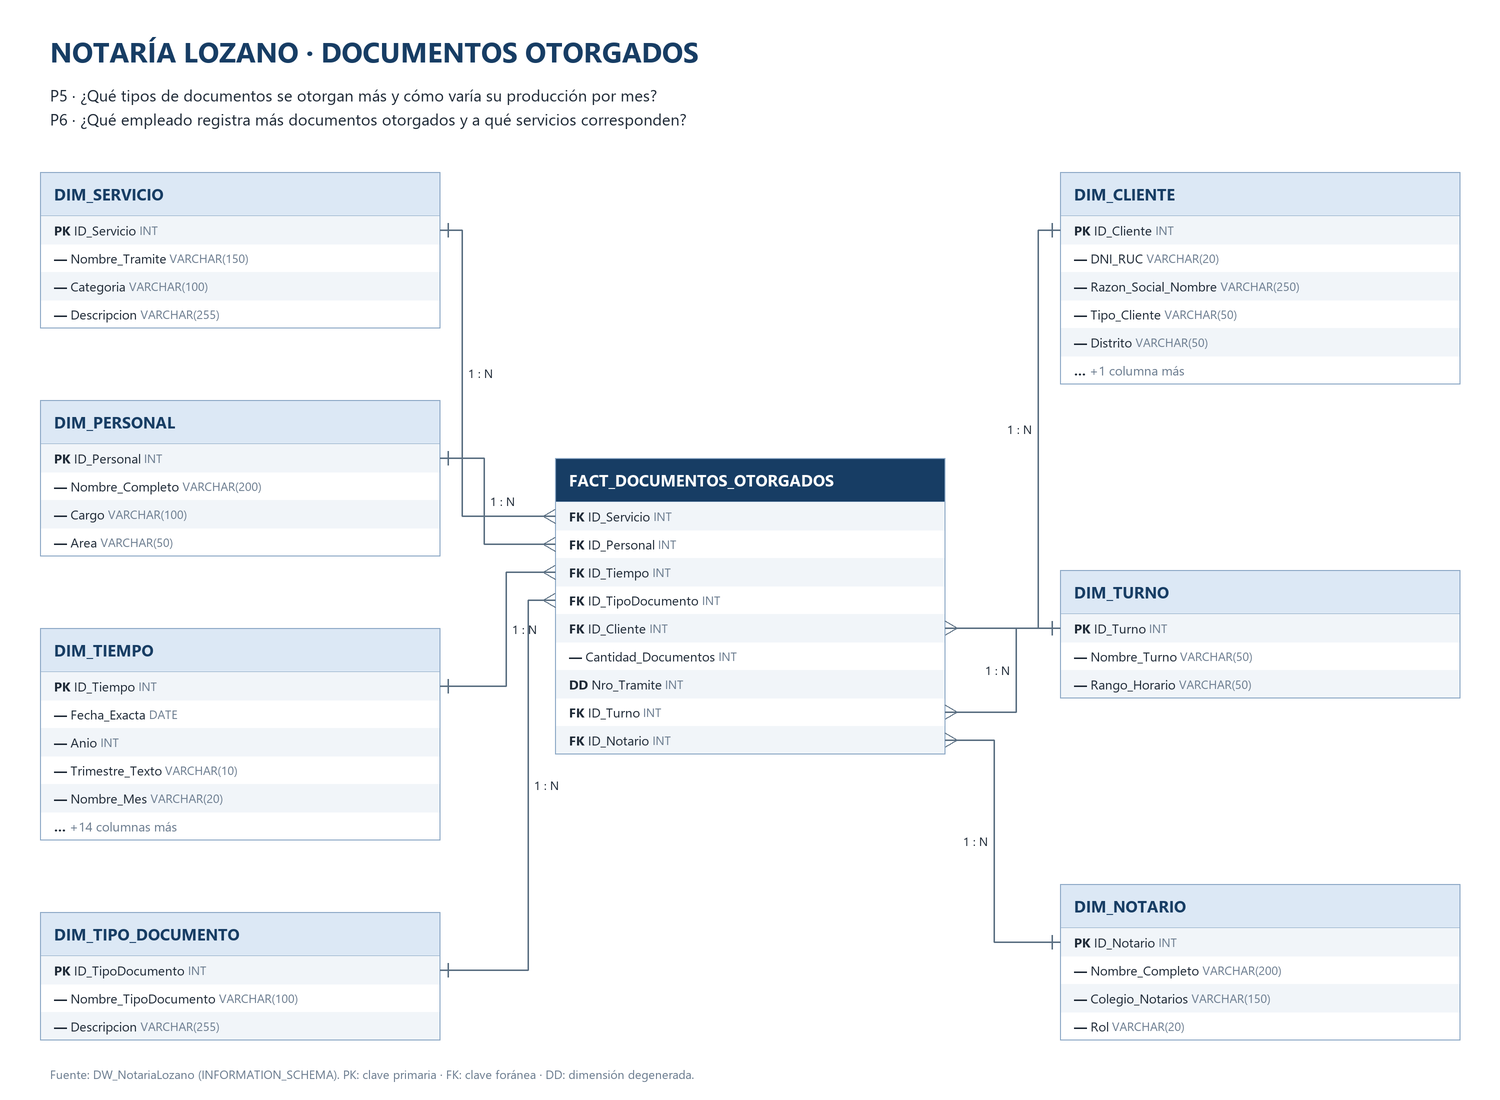 NOTARÍA LOZANO · DOCUMENTOS OTORGADOS
P5 · ¿Qué tipos de documentos se otorgan más y cómo varía su producción por mes?
P6 · ¿Qué empleado registra más documentos otorgados y a qué servicios corresponden?
DIM_SERVICIO
PK ID_Servicio INT
— Nombre_Tramite VARCHAR(150)
— Categoria VARCHAR(100)
— Descripcion VARCHAR(255)
DIM_PERSONAL
PK ID_Personal INT
— Nombre_Completo VARCHAR(200)
— Cargo VARCHAR(100)
— Area VARCHAR(50)
DIM_TIEMPO
PK ID_Tiempo INT
— Fecha_Exacta DATE
— Anio INT
— Trimestre_Texto VARCHAR(10)
— Nombre_Mes VARCHAR(20)
... +14 columnas más
DIM_TIPO_DOCUMENTO
PK ID_TipoDocumento INT
— Nombre_TipoDocumento VARCHAR(100)
— Descripcion VARCHAR(255)
1 : N
1 : N
1 : N
1 : N
FACT_DOCUMENTOS_OTORGADOS
FK ID_Servicio INT
FK ID_Personal INT
FK ID_Tiempo INT
FK ID_TipoDocumento INT
FK ID_Cliente INT
— Cantidad_Documentos INT
DD Nro_Tramite INT
FK ID_Turno INT
FK ID_Notario INT
1 : N
1 : N
1 : N
DIM_CLIENTE
PK ID_Cliente INT
— DNI_RUC VARCHAR(20)
— Razon_Social_Nombre VARCHAR(250)
— Tipo_Cliente VARCHAR(50)
— Distrito VARCHAR(50)
... +1 columna más
DIM_TURNO
PK ID_Turno INT
— Nombre_Turno VARCHAR(50)
— Rango_Horario VARCHAR(50)
DIM_NOTARIO
PK ID_Notario INT
— Nombre_Completo VARCHAR(200)
— Colegio_Notarios VARCHAR(150)
— Rol VARCHAR(20)
Fuente: DW_NotariaLozano (INFORMATION_SCHEMA). PK: clave primaria · FK: clave foránea · DD: dimensión degenerada.